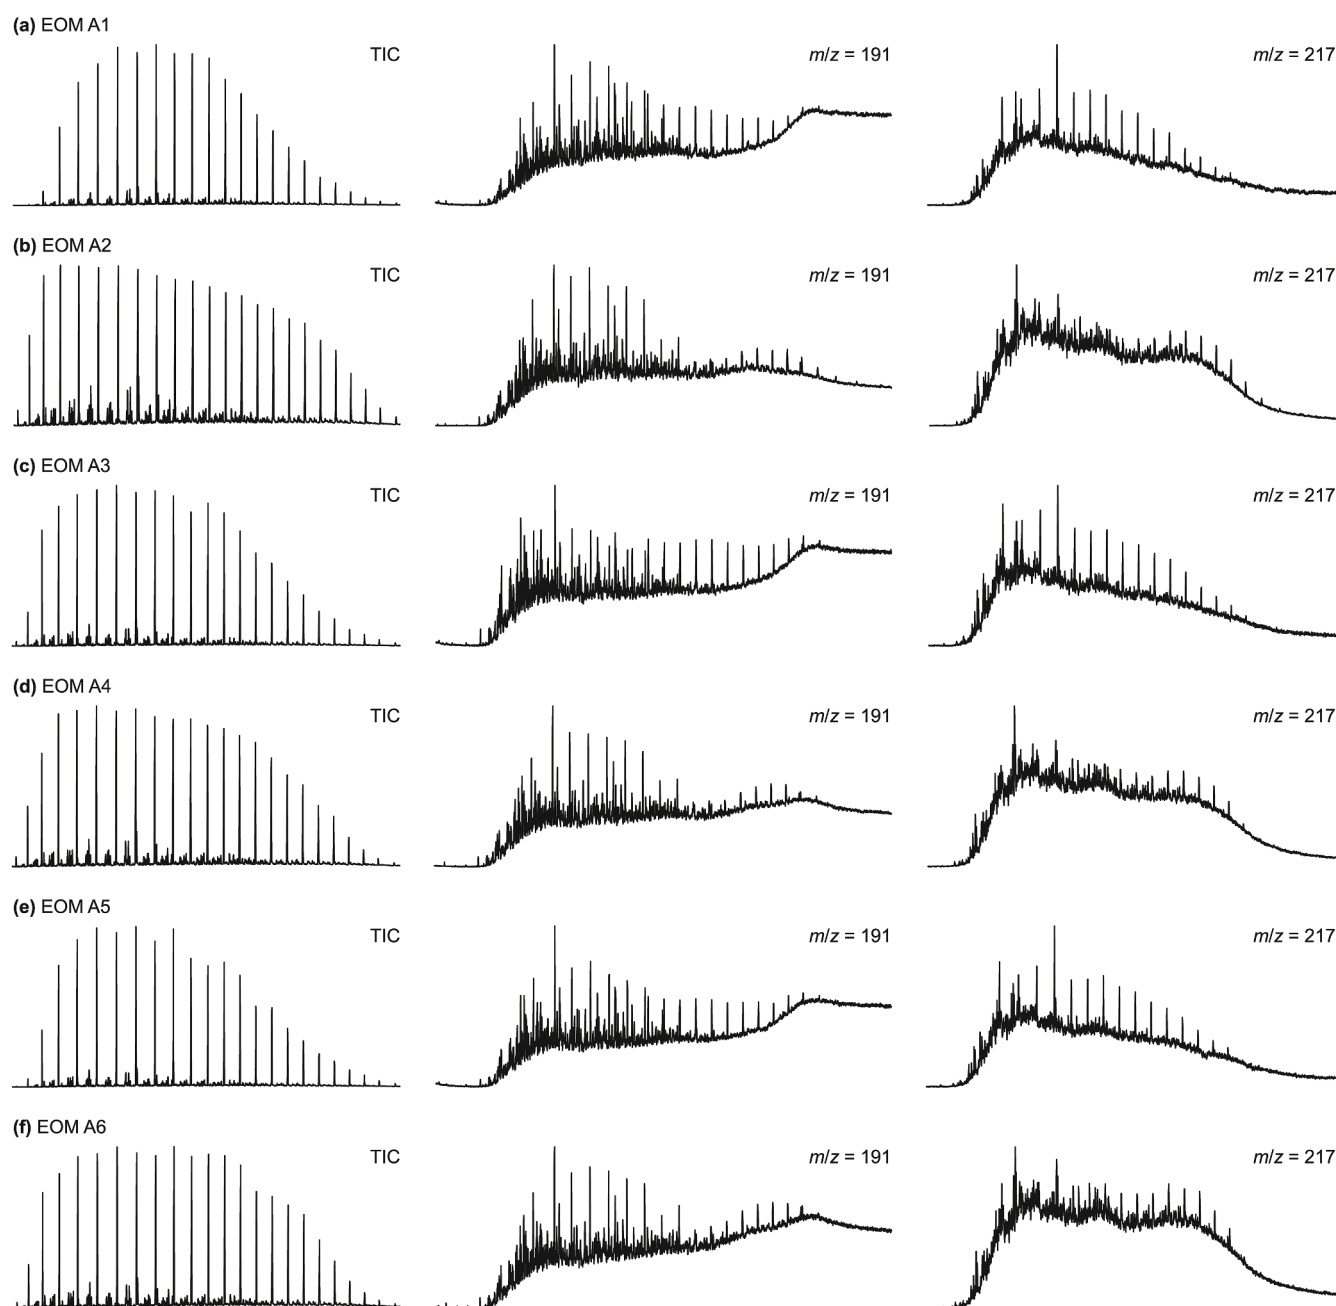 (a) EOM A1
TIC
m/z = 191
m/z = 217
(b) EOM A2
TIC
m/z = 191
m/z = 217
(c) EOM A3
TIC
m/z = 191
m/z = 217
(d) EOM A4
TIC
m/z = 191
m/z = 217
(e) EOM A5
TIC
m/z = 191
m/z = 217
(f) EOM A6
TIC
m/z = 191
m/z = 217